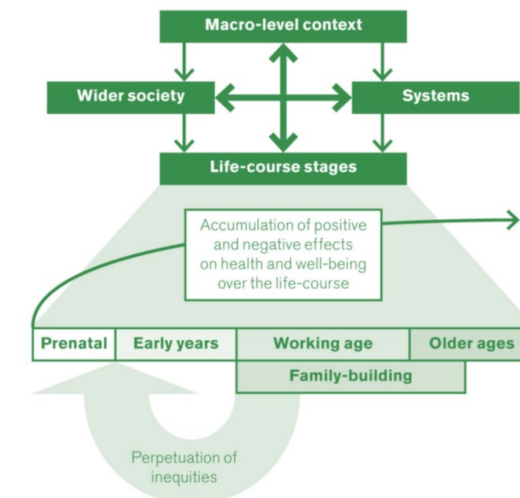 Macro-level context
Wider society
Systems
Life-course stages
Accumulation of positive
and negative effects
on health and well-being
over the life-course
Prenatal
Early years
Working age
Older ages
Family-building
Perpetuation of
inequities